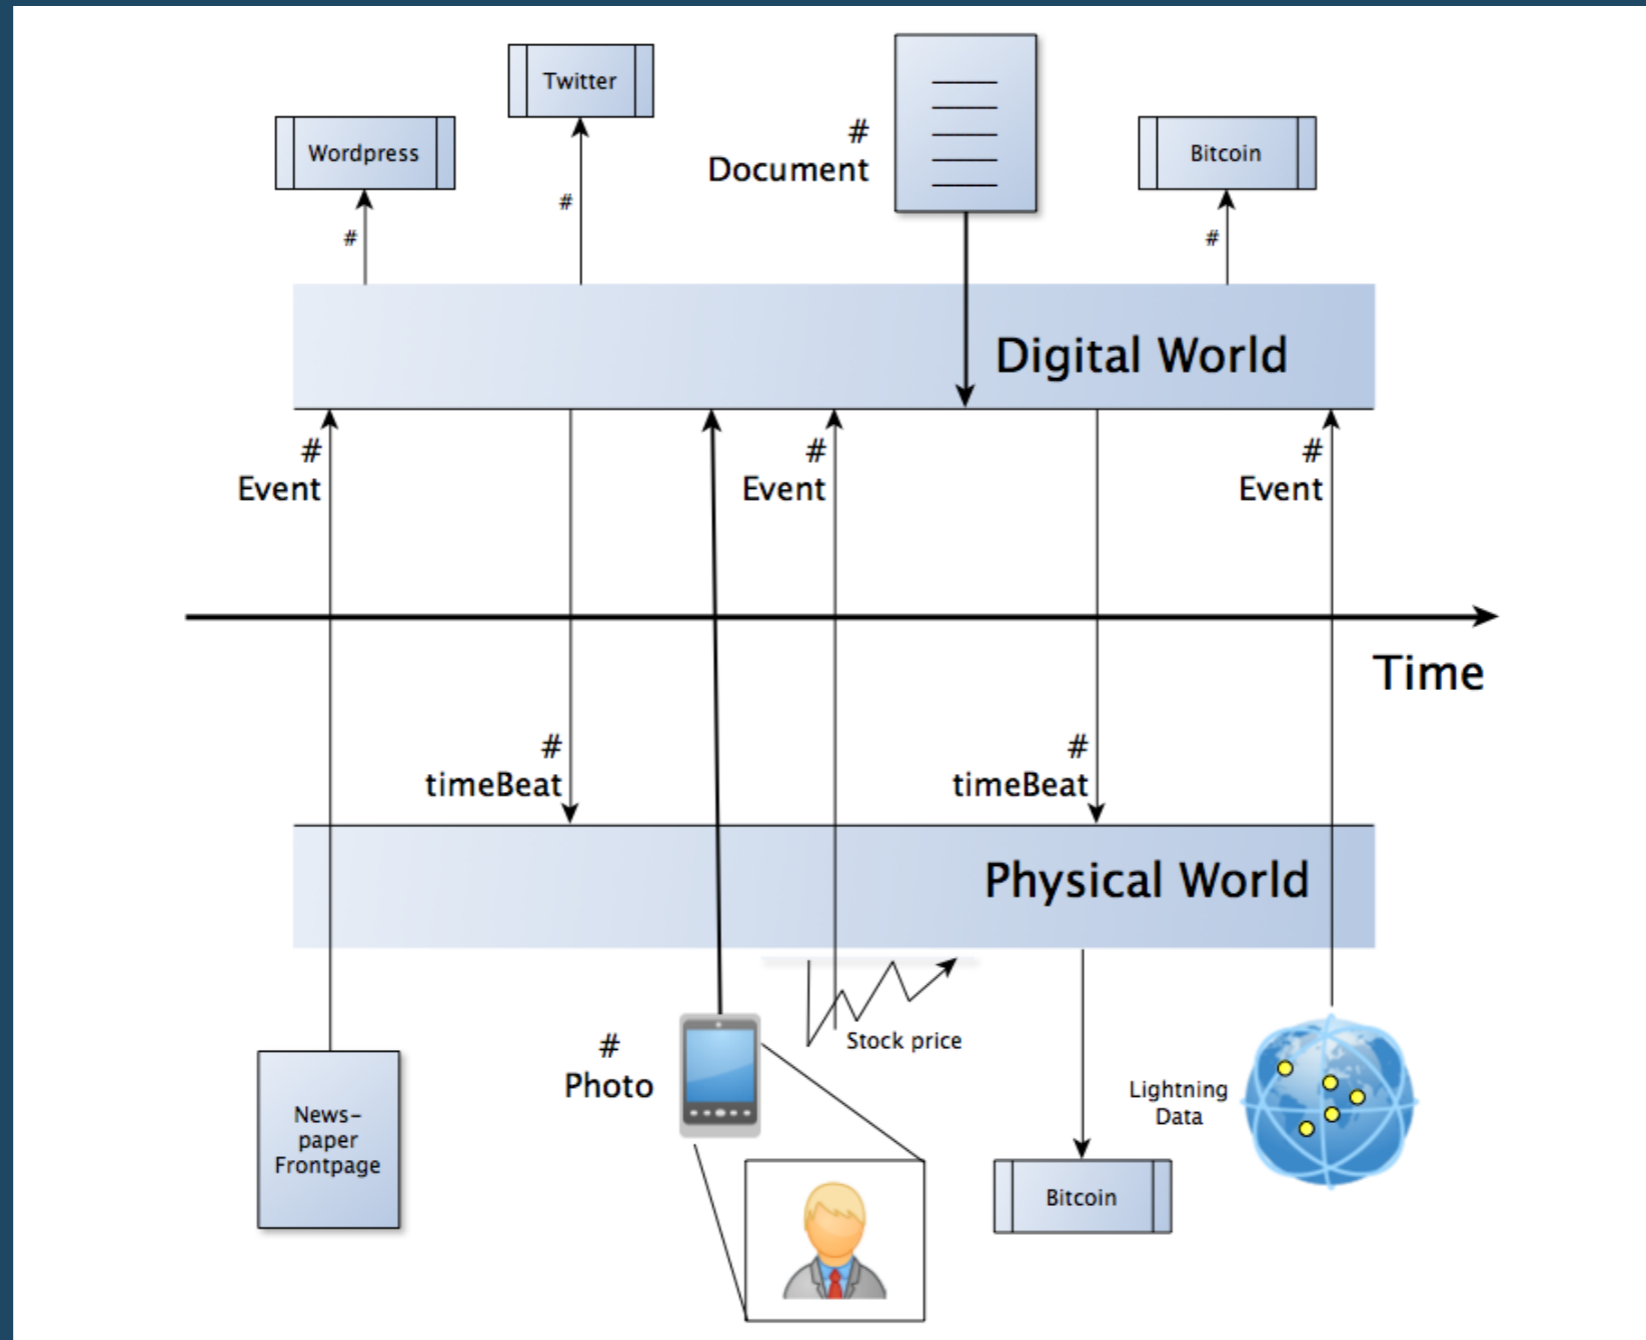 Twitter
Wordpress
#
Document
Bitcoin
#
#
#
Digital World
#
Event
#
Event
#
Event
Time
#
timeBeat
#
timeBeat
Physical World
#
Photo
Stock price
News-
paper
Frontpage
Lightning
Data
Bitcoin